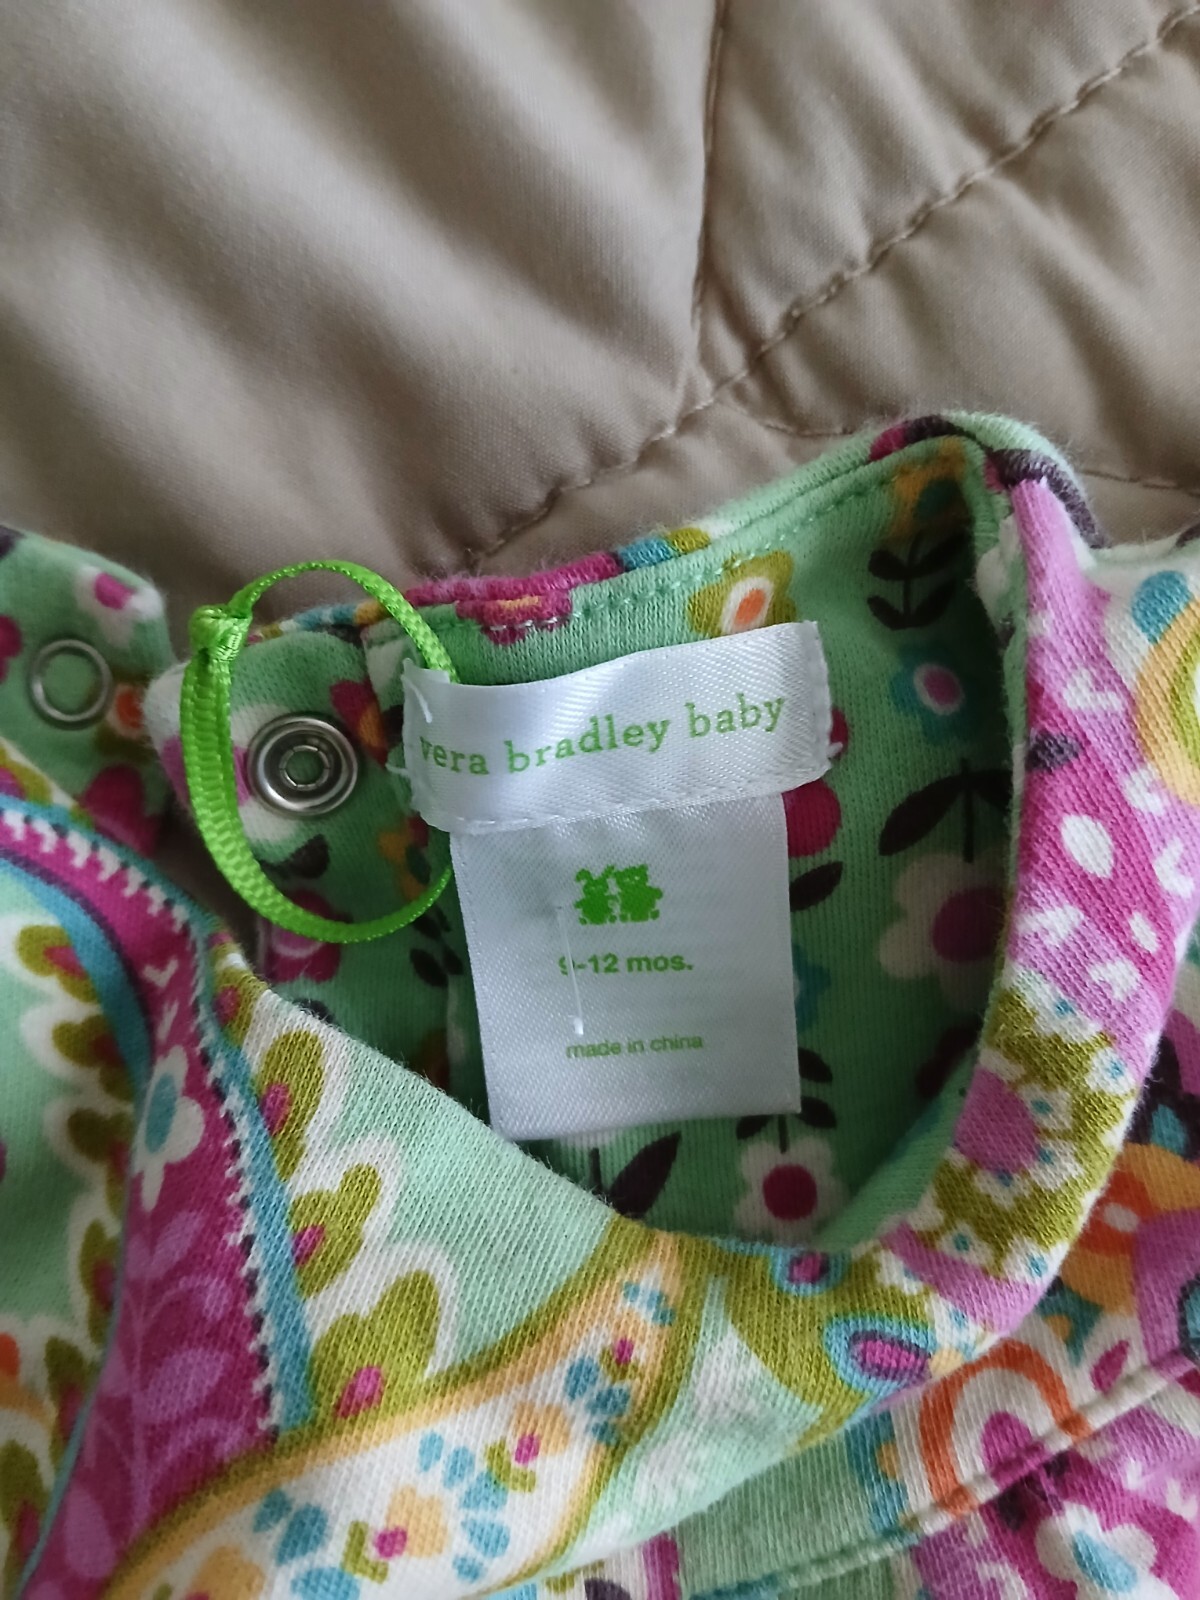 vera bradley baby
9-12 mos.
made in china